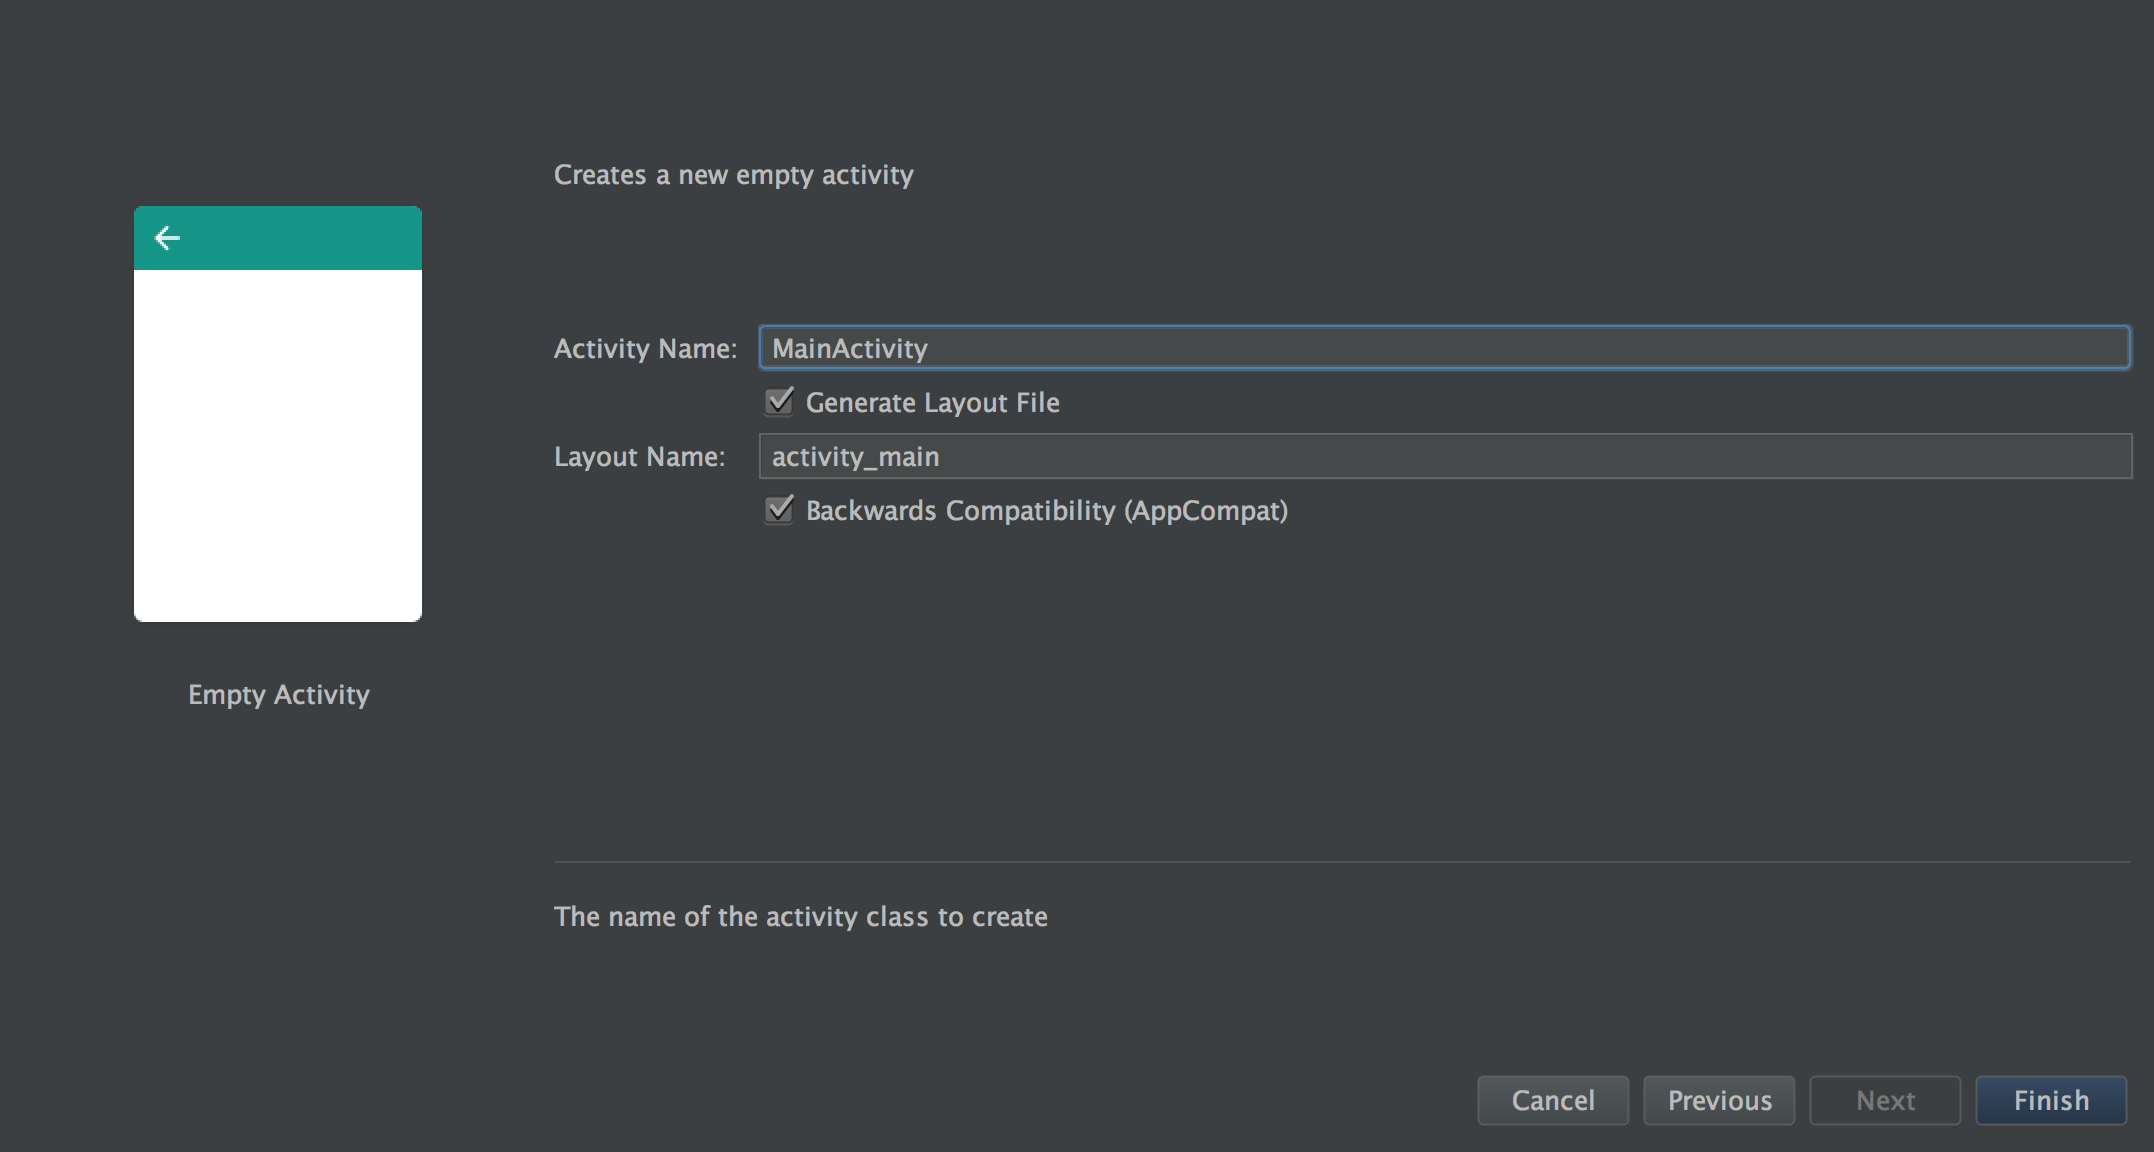 Creates a new empty activity
Activity Name: MainActivity
Generate Layout File
Layout Name: activity_main
Backwards Compatibility (AppCompat)
Empty Activity
The name of the activity class to create
Cancel Previous Next Finish